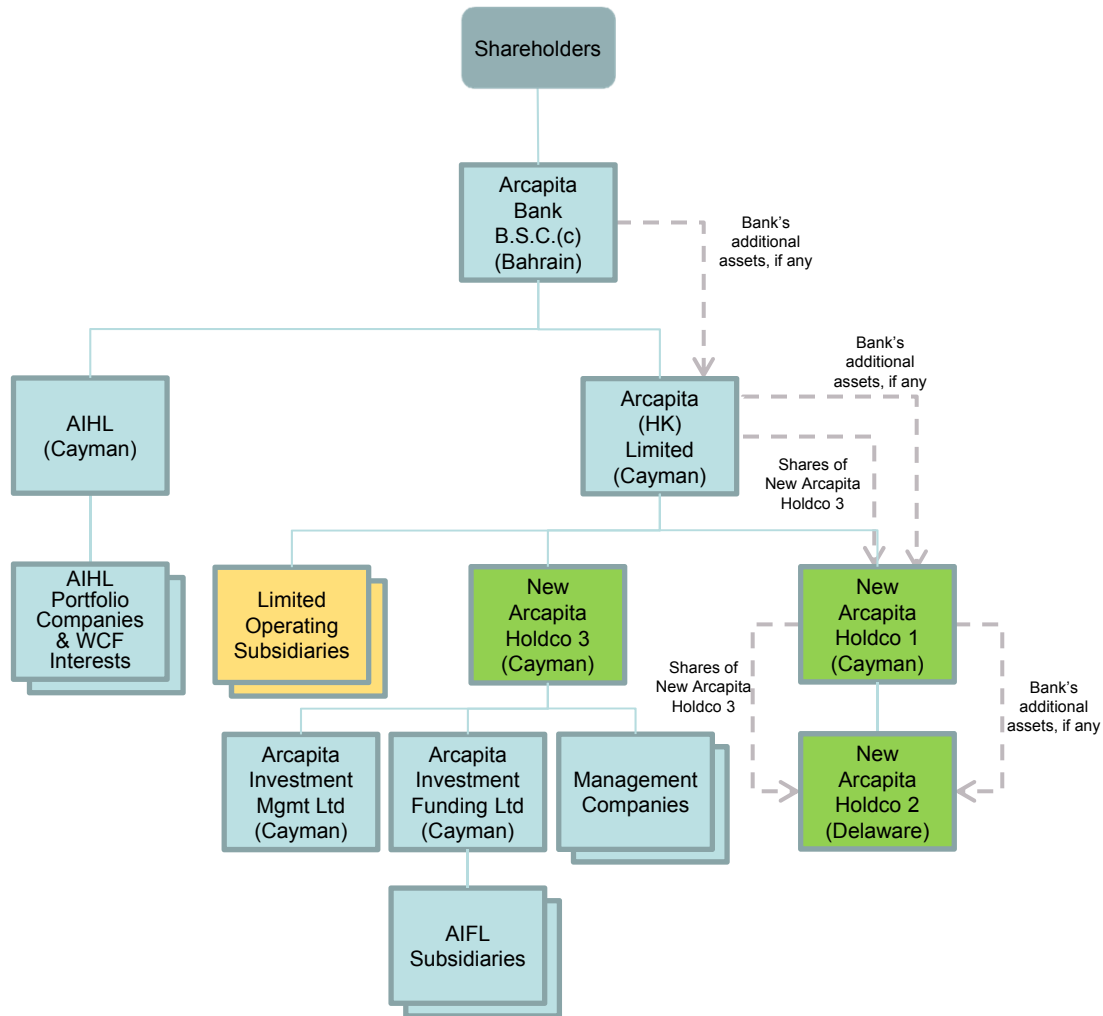 Shareholders
Arcapita
Bank
B.S.C.(c)
(Bahrain)
Bank's
additional
assets, if any
Bank's
additional
assets, if any
AIHL
(Cayman)
Arcapita
(HK)
Limited
(Cayman)
Shares of
New Arcapita
Holdco 3
AIHL
Portfolio
Companies
& WCF
Interests
Limited
Operating
Subsidiaries
New
Arcapita
Holdco 3
(Cayman)
New
Arcapita
Holdco 1
(Cayman)
Shares of
New Arcapita
Holdco 3
Bank's
additional
assets, if any
Arcapita
Investment
Mgmt Ltd
(Cayman)
Arcapita
Investment
Funding Ltd
(Cayman)
Management
Companies
New
Arcapita
Holdco 2
(Delaware)
AIFL
Subsidiaries